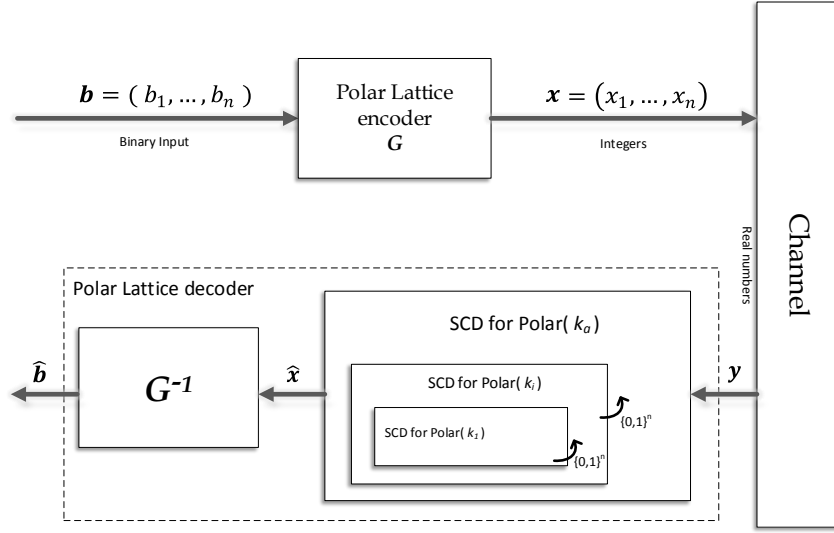 b = ( b₁, … , bₙ )
Binary Input
Polar Lattice
encoder
G
x = (x₁, … , xₙ)
Integers
Channel
Real numbers
Polar Lattice decoder
SCD for Polar( kₐ)
SCD for Polar( kᵢ)
SCD for Polar( k₁)
{0,1}ⁿ
{0,1}ⁿ
y
x̂
G⁻¹
b̂